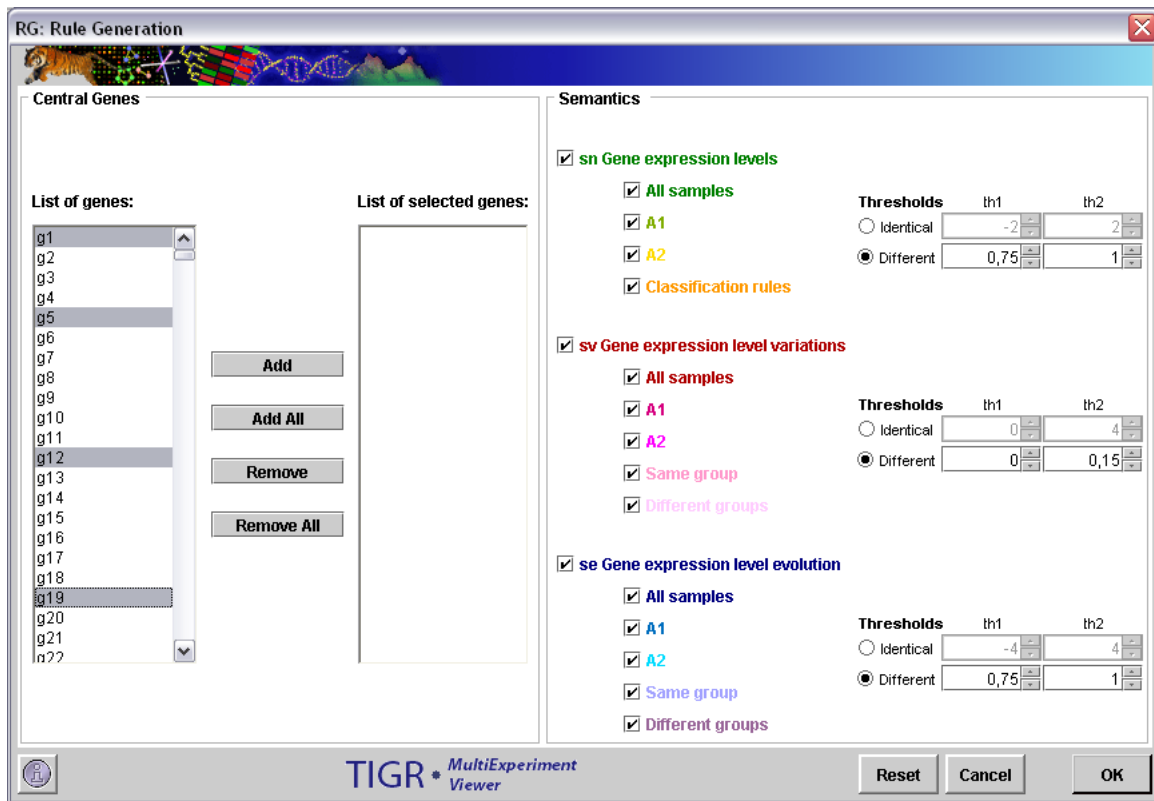 RG: Rule Generation
Central Genes
List of genes:
List of selected genes:
g1
g2
g3
g4
g5
g6
g7
g8
g9
g10
g11
g12
g13
g14
g15
g16
g17
g18
g19
g20
g21
g22
Add
Add All
Remove
Remove All
Semantics
sn Gene expression levels
All samples
A1
A2
Classification rules
Thresholds th1 th2
Identical -2 2
Different 0,75 1
sv Gene expression level variations
All samples
A1
A2
Same group
Different groups
Thresholds th1 th2
Identical 0 4
Different 0 0,15
se Gene expression level evolution
All samples
A1
A2
Same group
Different groups
Thresholds th1 th2
Identical -4 4
Different 0,75 1
TIGR • MultiExperiment
Viewer
Reset
Cancel
OK